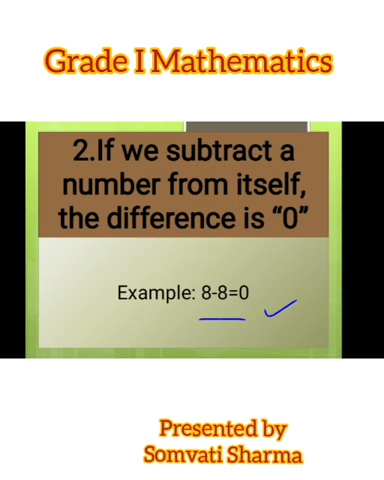 Grade I Mathematics
2.If we subtract a
number from itself,
the difference is “0”
Example: 8-8=0
Presented by
Somvati Sharma